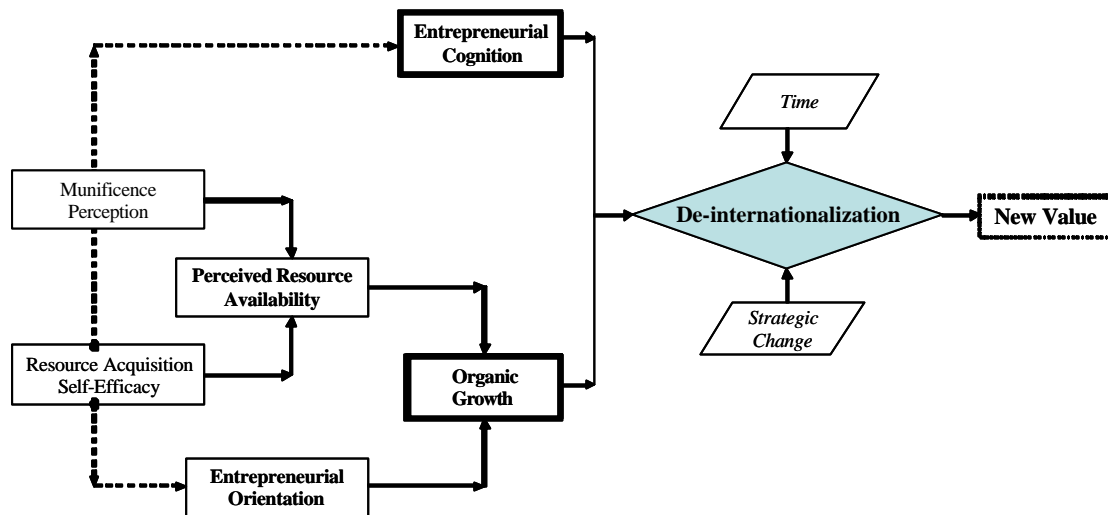 Entrepreneurial
Cognition
Time
Munificence
Perception
De-internationalization
New Value
Perceived Resource
Availability
Strategic
Change
Resource Acquisition
Self-Efficacy
Organic
Growth
Entrepreneurial
Orientation